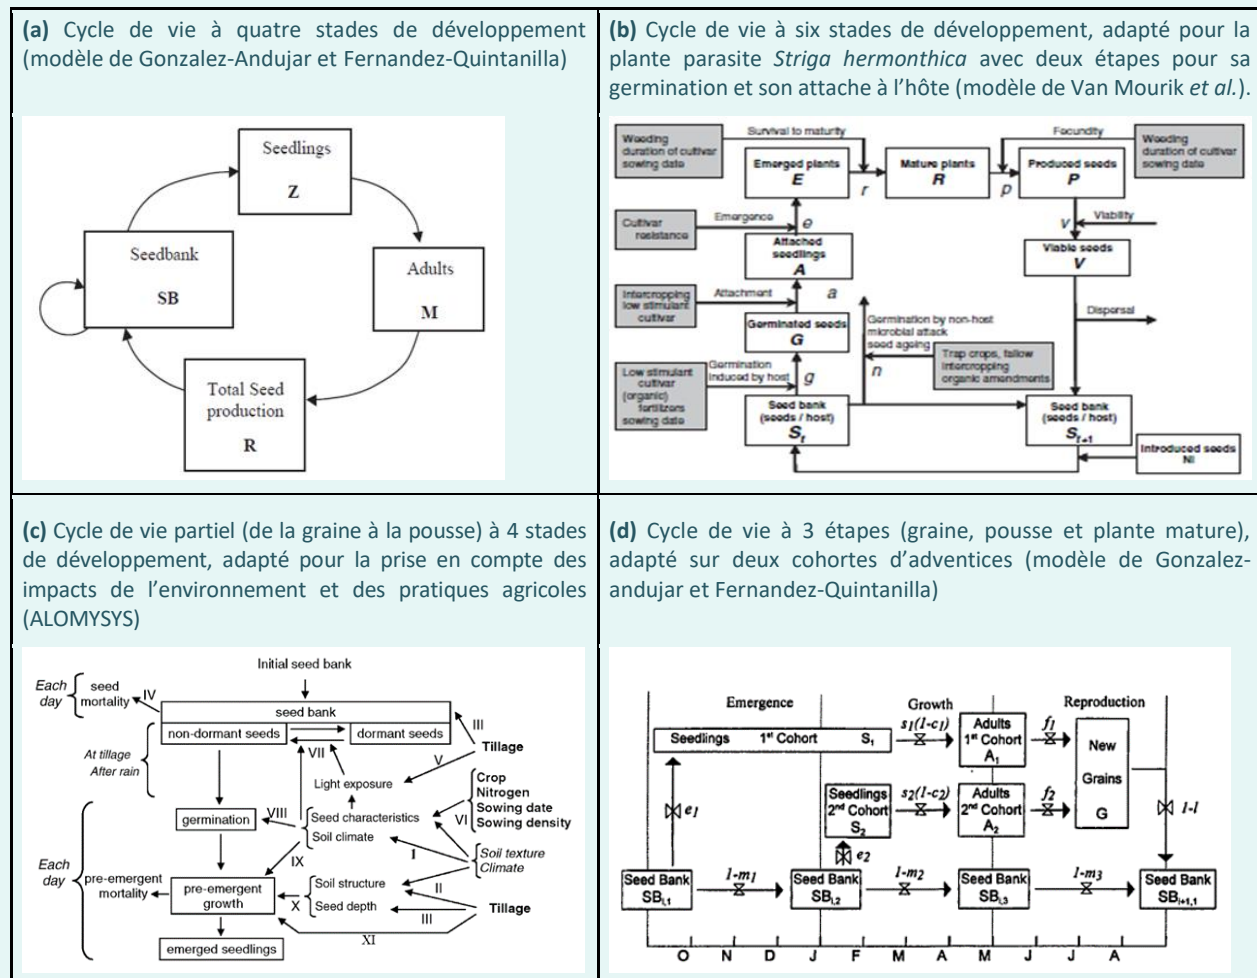 (a) Cycle de vie à quatre stades de développement
(modèle de Gonzalez-Andujar et Fernandez-Quintanilla)
Seedlings
Z
Seedbank
SB
Adults
M
Total Seed
production
R
(b) Cycle de vie à six stades de développement, adapté pour la
plante parasite Striga hermonthica avec deux étapes pour sa
germination et son attache à l'hôte (modèle de Van Mourik et al.).
Weeding
duration of cultivar
sowing date
Survival to maturity
Fecundity
Weeding
duration of cultivar
sowing date
Emerged plants
E
r
Mature plants
R
p
Produced seeds
P
Cultivar
resistance
Emergence
e
v
Viability
Attached
seedlings
A
Viable seeds
V
Intercropping
low stimulant
cultivar
Attachment
a
Dispersal
Germinated seeds
G
Germination by non-host
microbial attack
seed ageing
Low stimulant
cultivar
(organic)
fertilizers
sowing date
Germination
induced by host
g
n
Trap crops, fallow
intercropping
organic amendments
Seed bank
(seeds / host)
St
Seed bank
(seeds / host)
St+1
Introduced seeds
NI
(c) Cycle de vie partiel (de la graine à la pousse) à 4 stades
de développement, adapté pour la prise en compte des
impacts de l'environnement et des pratiques agricoles
(ALOMYSYS)
Initial seed bank
Each
day
seed
mortality
IV
seed bank
non-dormant seeds
dormant seeds
III
Tillage
At tillage
After rain
VII
V
Light exposure
Crop
Nitrogen
Sowing date
Sowing density
VI
germination
VIII
Seed characteristics
Soil climate
I
Soil texture
Climate
Each
day
IX
pre-emergent
mortality
pre-emergent
growth
X
Soil structure
Seed depth
II
III
Tillage
XI
emerged seedlings
(d) Cycle de vie à 3 étapes (graine, pousse et plante mature),
adapté sur deux cohortes d'adventices (modèle de Gonzalez-
andujar et Fernandez-Quintanilla)
Emergence
Growth
Reproduction
Seedlings 1st Cohort S1
s1(1-c1)
Adults
1st Cohort
A1
f1
New
Grains
G
Seedlings
2nd Cohort
S2
s2(1-c2)
Adults
2nd Cohort
A2
f2
e1
e2
1-l
Seed Bank
SBi,1
1-m1
Seed Bank
SBi,2
1-m2
Seed Bank
SBi,3
1-m3
Seed Bank
SBi+1,1
O N D J F M A M J J A